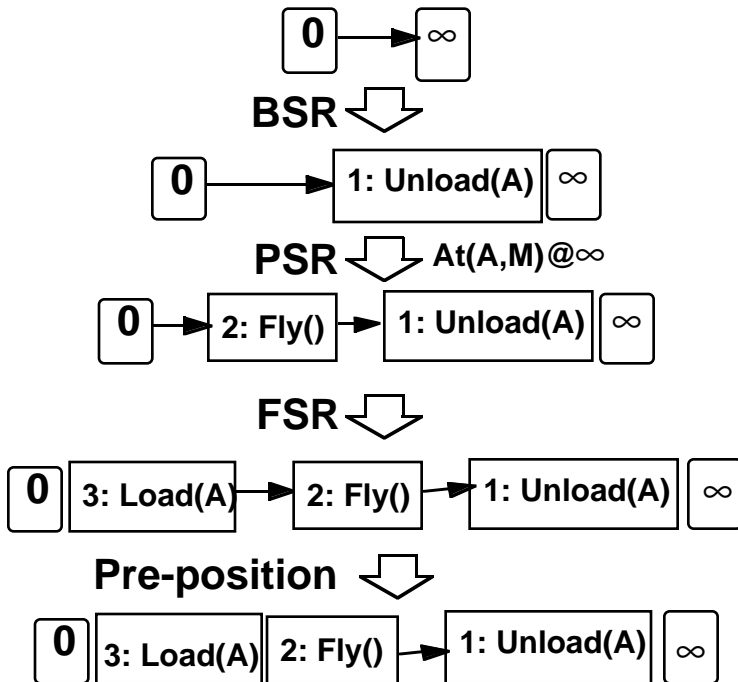 0 ∞
BSR
0 1: Unload(A) ∞
PSR At(A,M)@∞
0 2: Fly() 1: Unload(A) ∞
FSR
0 3: Load(A) 2: Fly() 1: Unload(A) ∞
Pre-position
0 3: Load(A) 2: Fly() 1: Unload(A) ∞